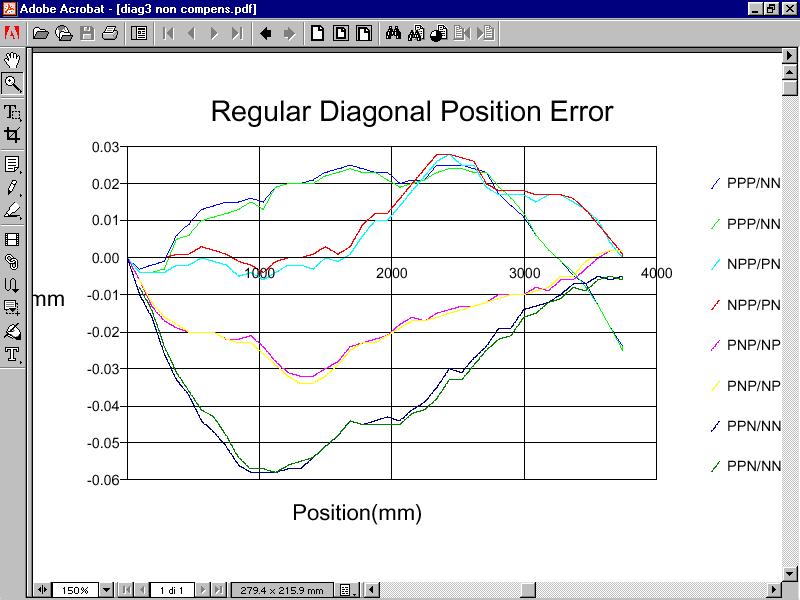 Adobe Acrobat - [diag3 non compens.pdf]
Regular Diagonal Position Error
0.03
0.02
0.01
0.00
-0.01
-0.02
-0.03
-0.04
-0.05
-0.06
1000
2000
3000
4000
mm
Position(mm)
PPP/NN
PPP/NN
NPP/PN
NPP/PN
PNP/NP
PNP/NP
PPN/NN
PPN/NN
150%
1 di 1
279.4 x 215.9 mm